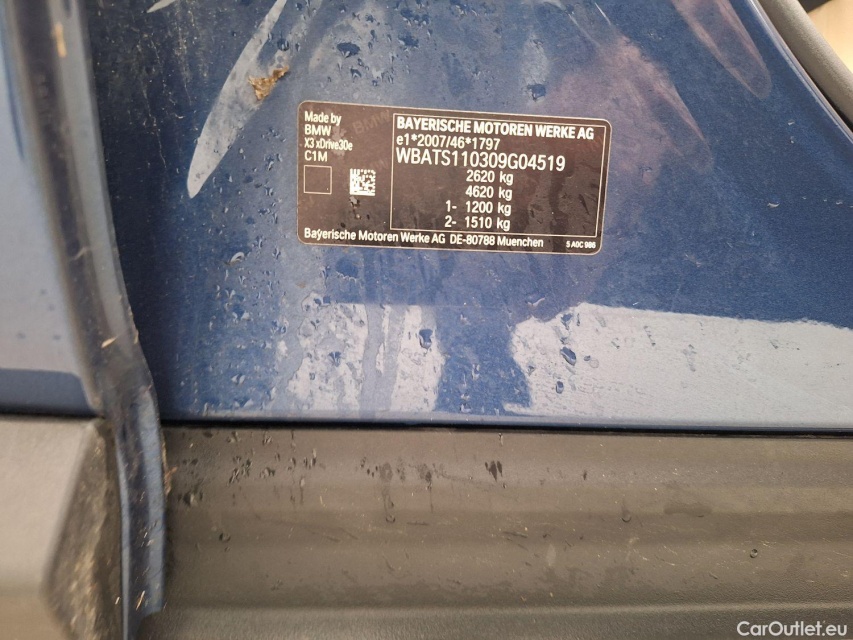 Made by
BMW
X3 xDrive30e
C1M
BAYERISCHE MOTOREN WERKE AG
e1*2007/46*1797
WBATS110309G04519
2620 kg
4620 kg
1- 1200 kg
2- 1510 kg
Bayerische Motoren Werke AG DE-80788 Muenchen
5 A0C 986
CarOutlet.eu